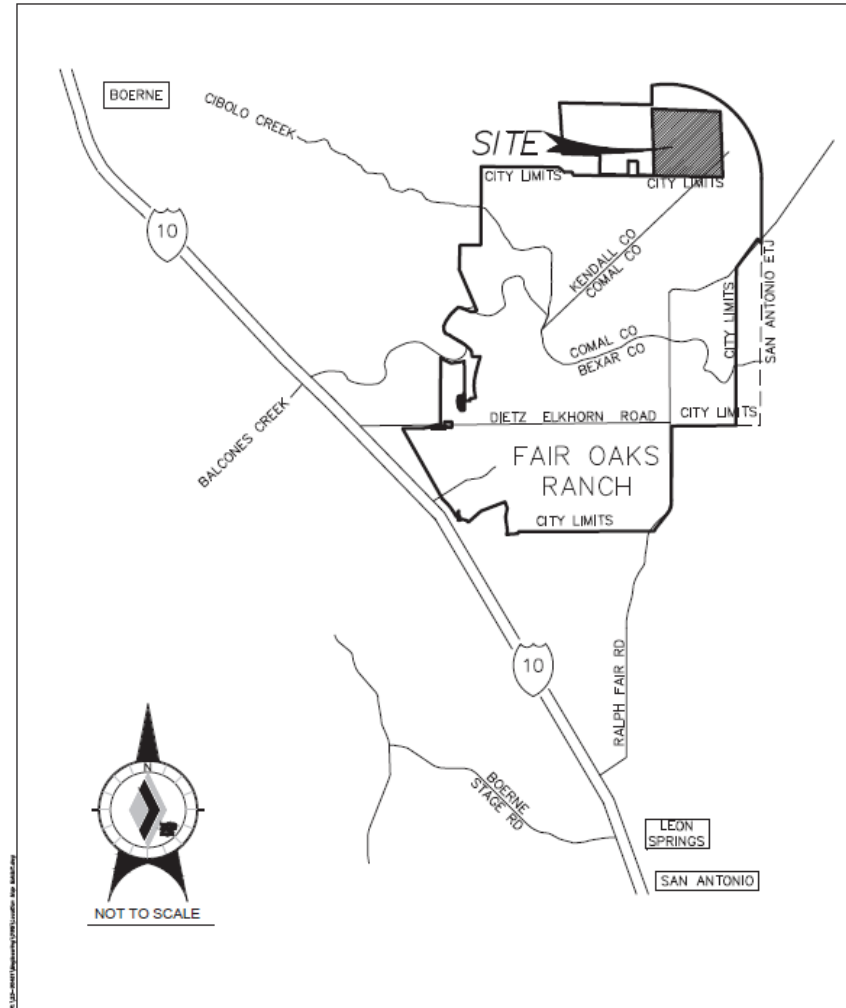 BOERNE
CIBOLO CREEK
SITE
CITY LIMITS
CITY LIMITS
10
KENDALL CO
COMAL CO
SAN ANTONIO ETJ
CITY LIMITS
COMAL CO
BEXAR CO
BALCONES CREEK
DIETZ ELKHORN ROAD
CITY LIMITS
FAIR OAKS
RANCH
CITY LIMITS
10
RALPH FAIR RD
BOERNE
STAGE RD
LEON
SPRINGS
SAN ANTONIO
N
NOT TO SCALE